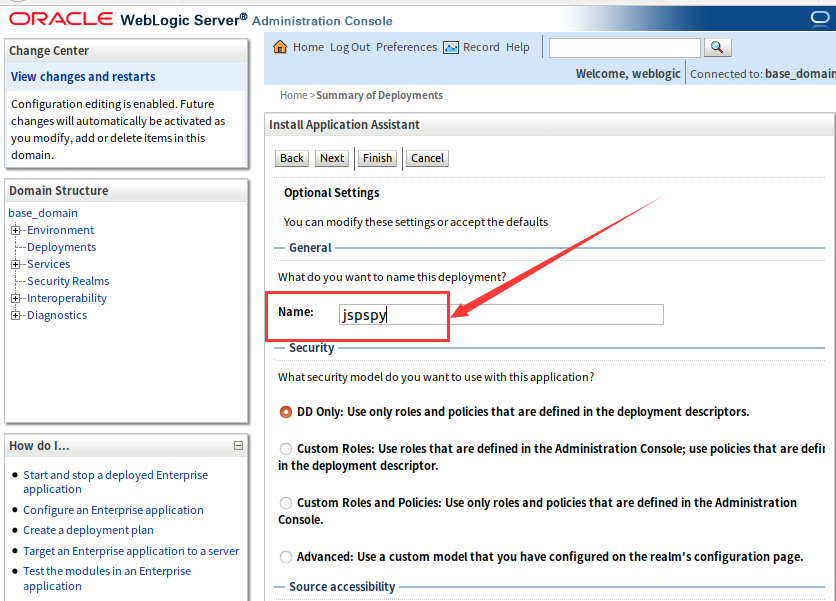 ORACLE WebLogic Server® Administration Console
Change Center
View changes and restarts
Configuration editing is enabled. Future
changes will automatically be activated as
you modify, add or delete items in this
domain.
Domain Structure
base_domain
Environment
Deployments
Services
Security Realms
Interoperability
Diagnostics
How do I...
Start and stop a deployed Enterprise
application
Configure an Enterprise application
Create a deployment plan
Target an Enterprise application to a server
Test the modules in an Enterprise
application
Home Log Out Preferences Record Help
Welcome, weblogic Connected to: base_domain
Home >Summary of Deployments
Install Application Assistant
Back Next Finish Cancel
Optional Settings
You can modify these settings or accept the defaults
General
What do you want to name this deployment?
Name: jspspy
Security
What security model do you want to use with this application?
DD Only: Use only roles and policies that are defined in the deployment descriptors.
Custom Roles: Use roles that are defined in the Administration Console; use policies that are defin
in the deployment descriptor.
Custom Roles and Policies: Use only roles and policies that are defined in the Administration
Console.
Advanced: Use a custom model that you have configured on the realm's configuration page.
Source accessibility